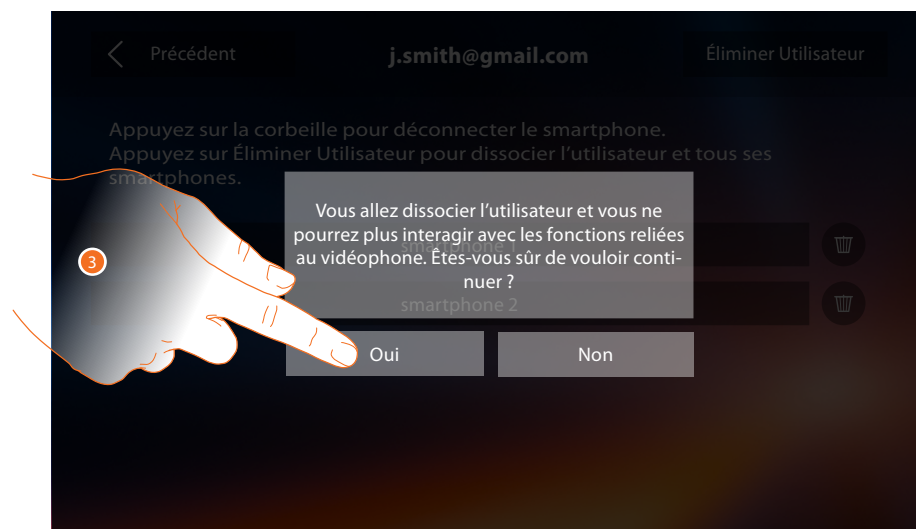 Précédent
j.smith@gmail.com
Éliminer Utilisateur
Appuyez sur la corbeille pour déconnecter le smartphone.
Appuyez sur Éliminer Utilisateur pour dissocier l’utilisateur et tous ses
smartphones.
Vous allez dissocier l’utilisateur et vous ne
pourrez plus interagir avec les fonctions reliées
au vidéophone. Êtes-vous sûr de vouloir conti-
nuer ?
smartphone 1
smartphone 2
3
Oui
Non